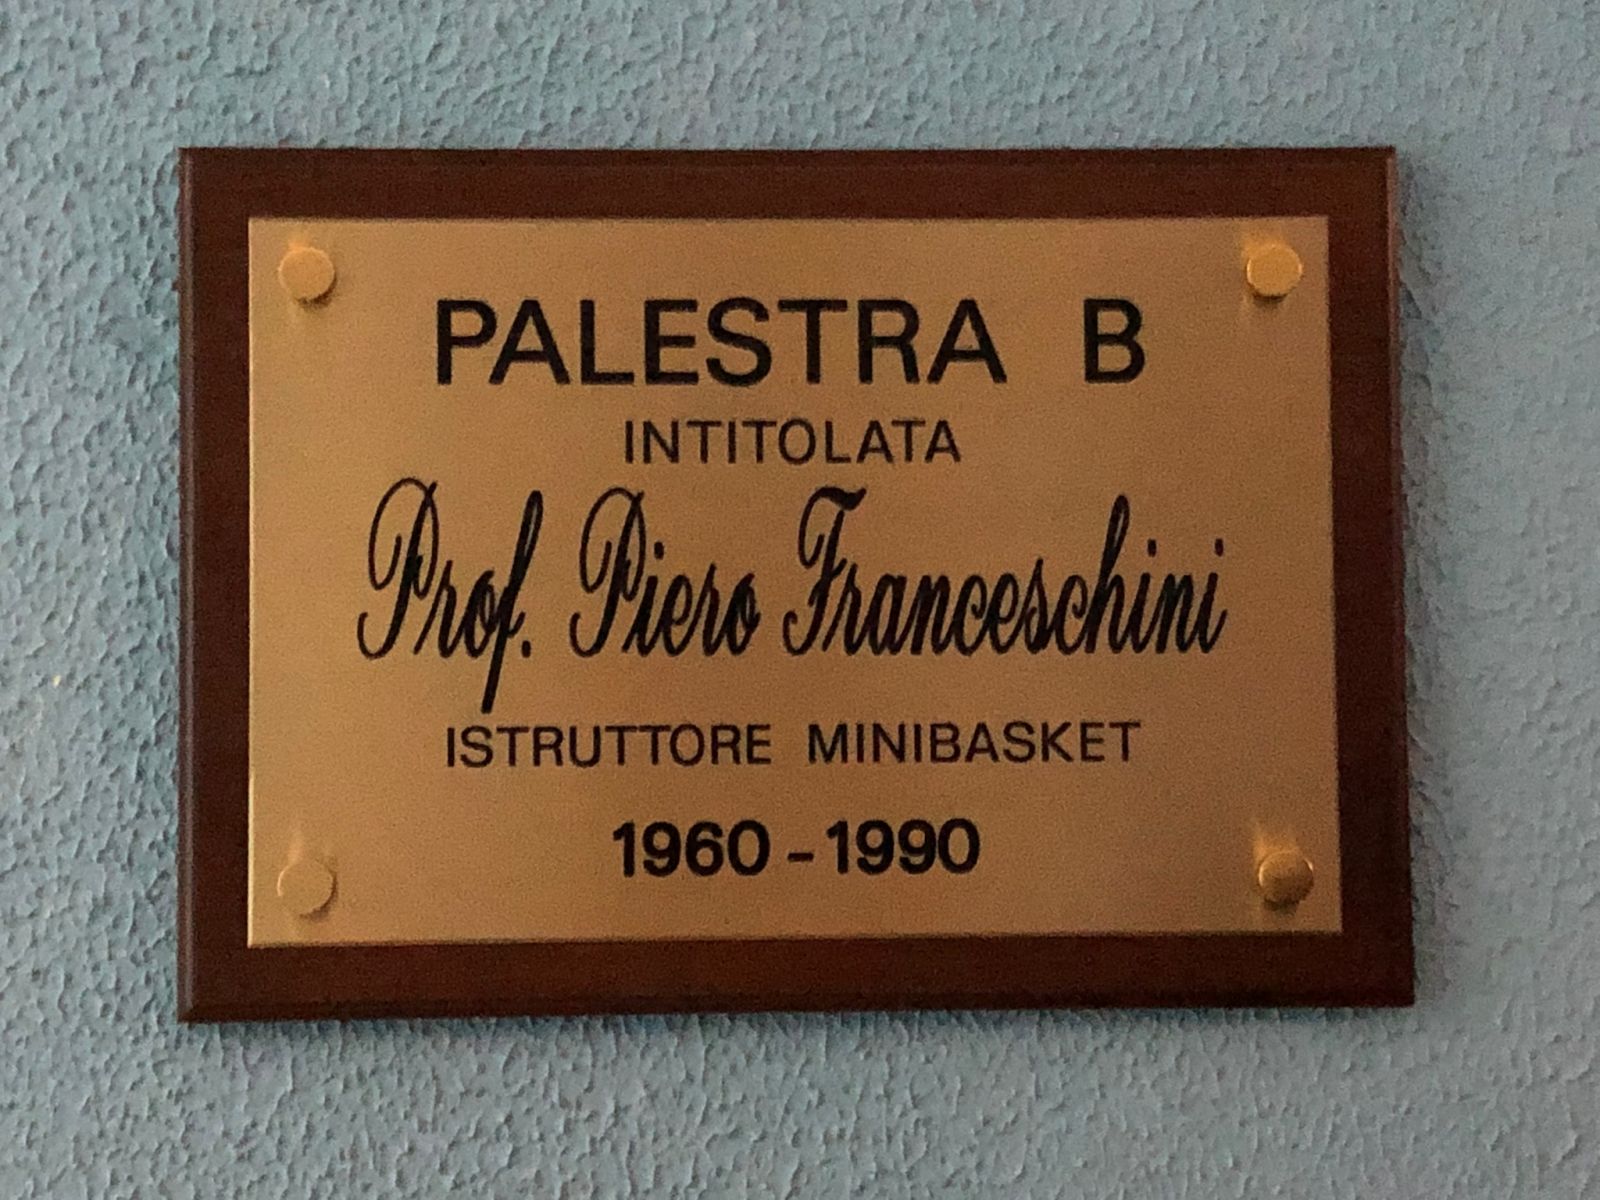 PALESTRA B
INTITOLATA
Prof. Piero Franceschini
ISTRUTTORE MINIBASKET
1960-1990